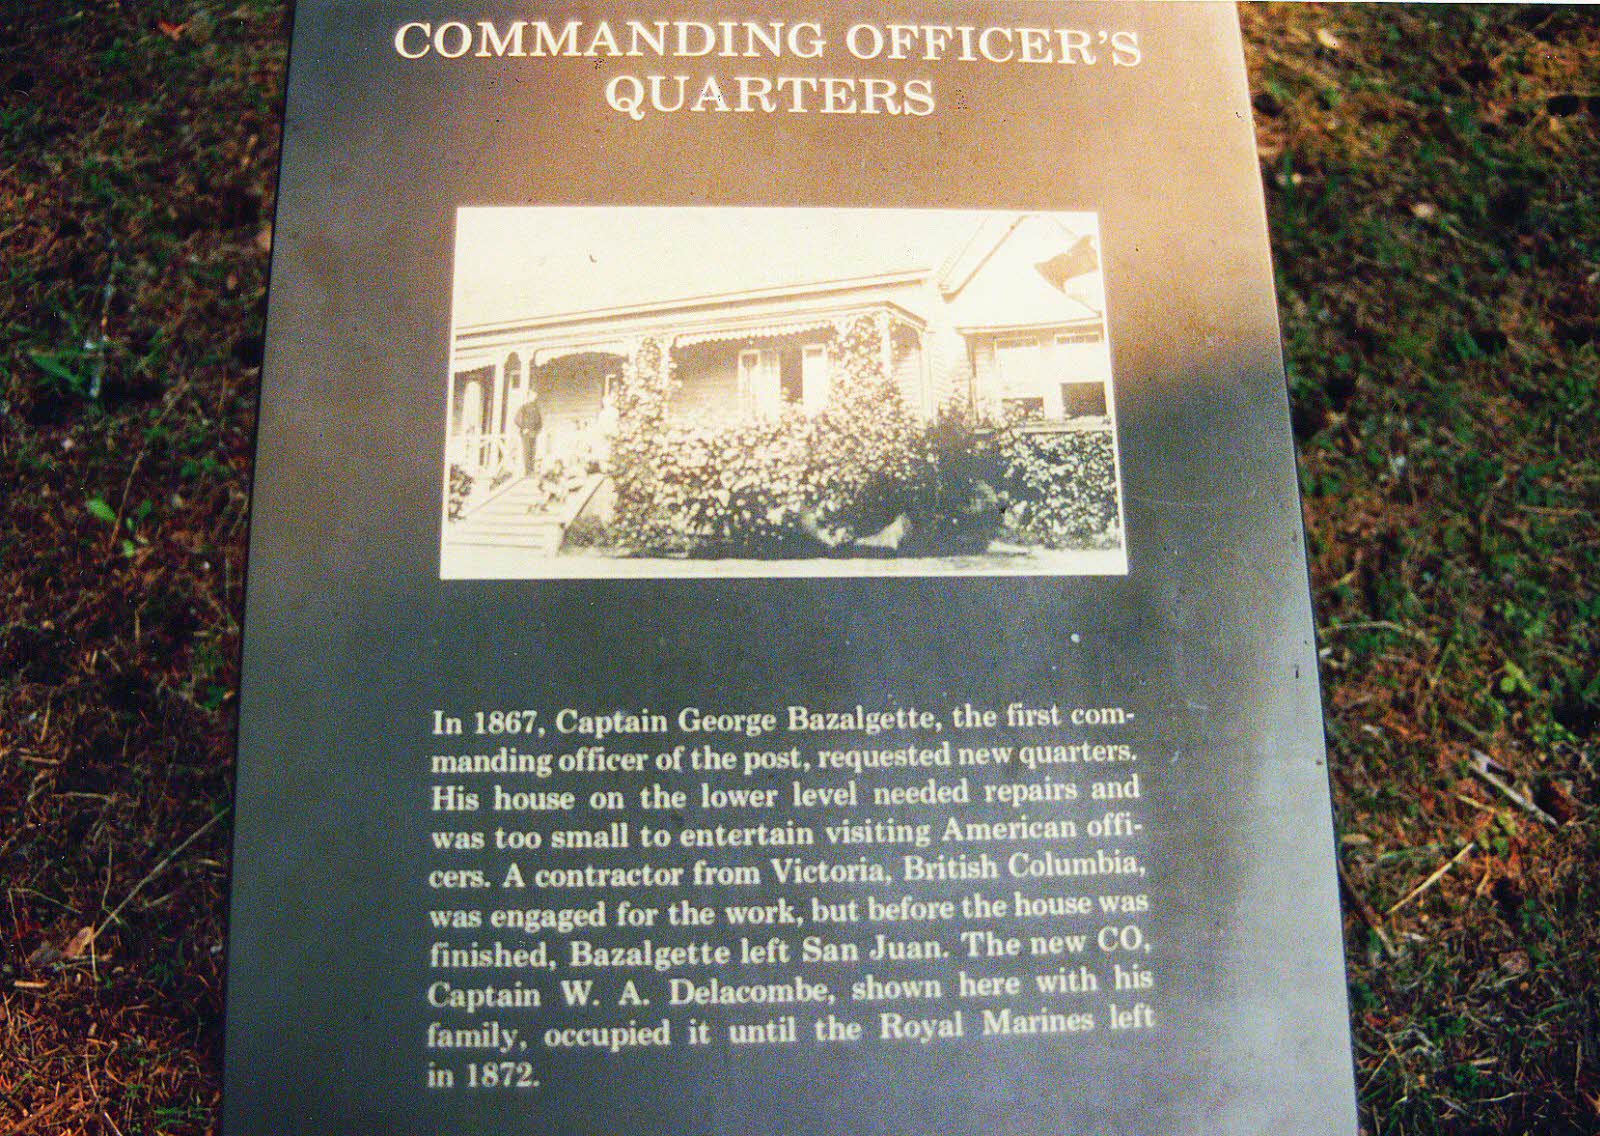 COMMANDING OFFICER'S
QUARTERS
In 1867, Captain George Bazalgette, the first com-
manding officer of the post, requested new quarters.
His house on the lower level needed repairs and
was too small to entertain visiting American offi-
cers. A contractor from Victoria, British Columbia,
was engaged for the work, but before the house was
finished, Bazalgette left San Juan. The new CO,
Captain W. A. Delacombe, shown here with his
family, occupied it until the Royal Marines left
in 1872.